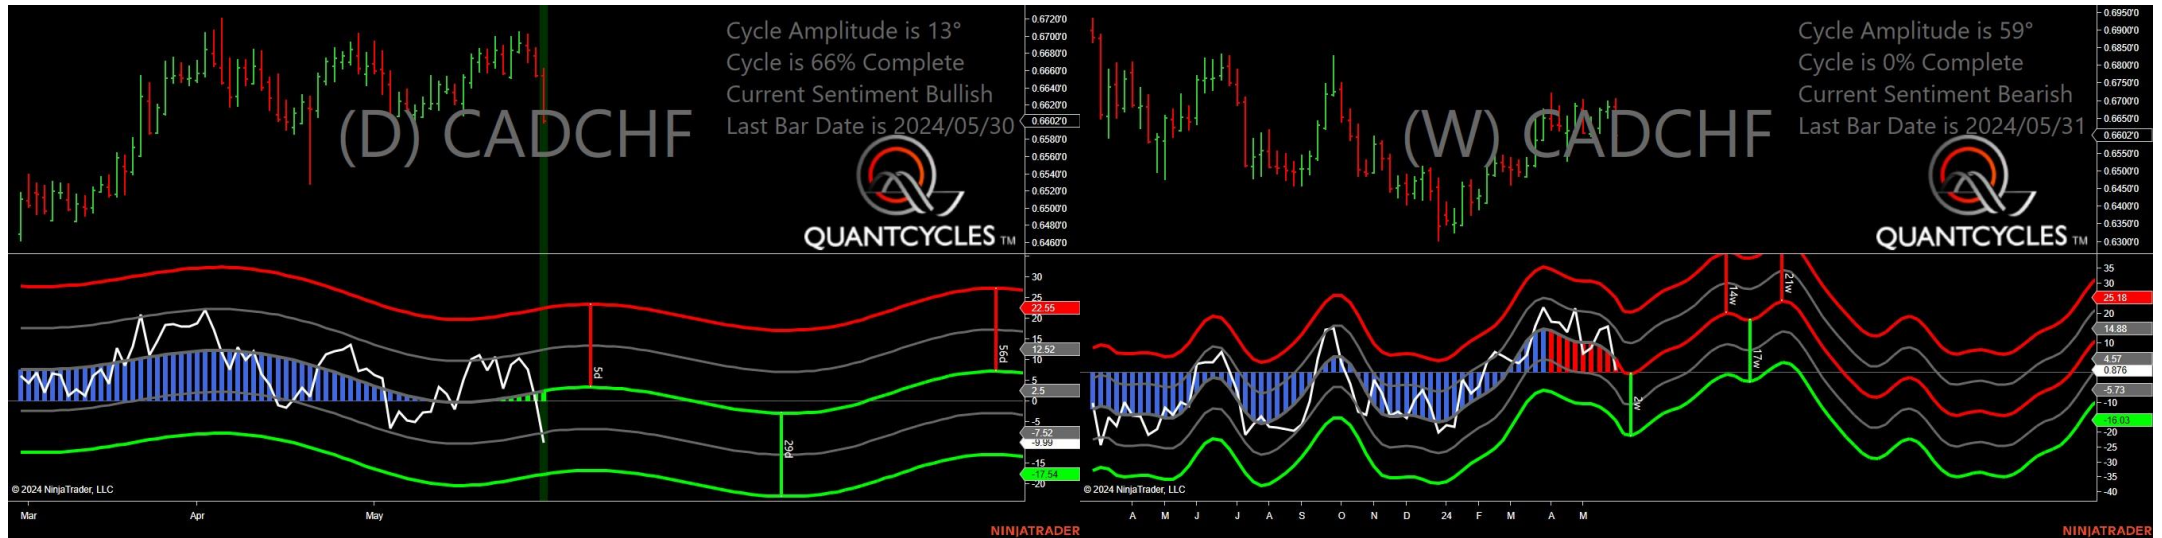 Cycle Amplitude is 13°
Cycle is 66% Complete
Current Sentiment Bullish
Last Bar Date is 2024/05/30
(D) CADCHF
QUANTCYCLES TM
0.6720'0
0.6700'0
0.6680'0
0.6660'0
0.6640'0
0.6620'0
0.6602'0
0.6580'0
0.6560'0
0.6540'0
0.6520'0
0.6500'0
0.6480'0
0.6460'0
30
25
22.55
20
15
12.52
10
5
2.5
0
-5
-7.52
-9.99
-15
-17.54
-20
5d
29d
56d
© 2024 NinjaTrader, LLC
Mar Apr May
NINJATRADER
Cycle Amplitude is 59°
Cycle is 0% Complete
Current Sentiment Bearish
Last Bar Date is 2024/05/31
(W) CADCHF
QUANTCYCLES TM
0.6950'0
0.6900'0
0.6850'0
0.6800'0
0.6750'0
0.6700'0
0.6650'0
0.6602'0
0.6550'0
0.6500'0
0.6450'0
0.6400'0
0.6350'0
0.6300'0
35
30
25.18
20
14.88
10
4.57
0.876
-5.73
-10
-16.03
-20
-25
-30
-35
-40
2w
14w
17w
21w
© 2024 NinjaTrader, LLC
A M J J A S O N D 24 F M A M
NINJATRADER